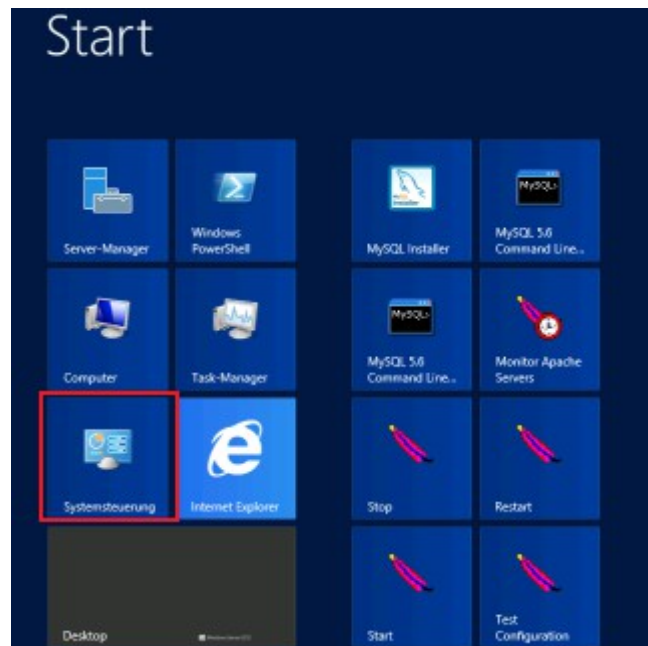 Start
Server-Manager
Windows
PowerShell
MySQL Installer
MySQL 5.6
Command Line...
Computer
Task-Manager
MySQL 5.6
Command Line...
Monitor Apache
Servers
Systemsteuerung
Internet Explorer
Stop
Restart
Desktop
Start
Test
Configuration